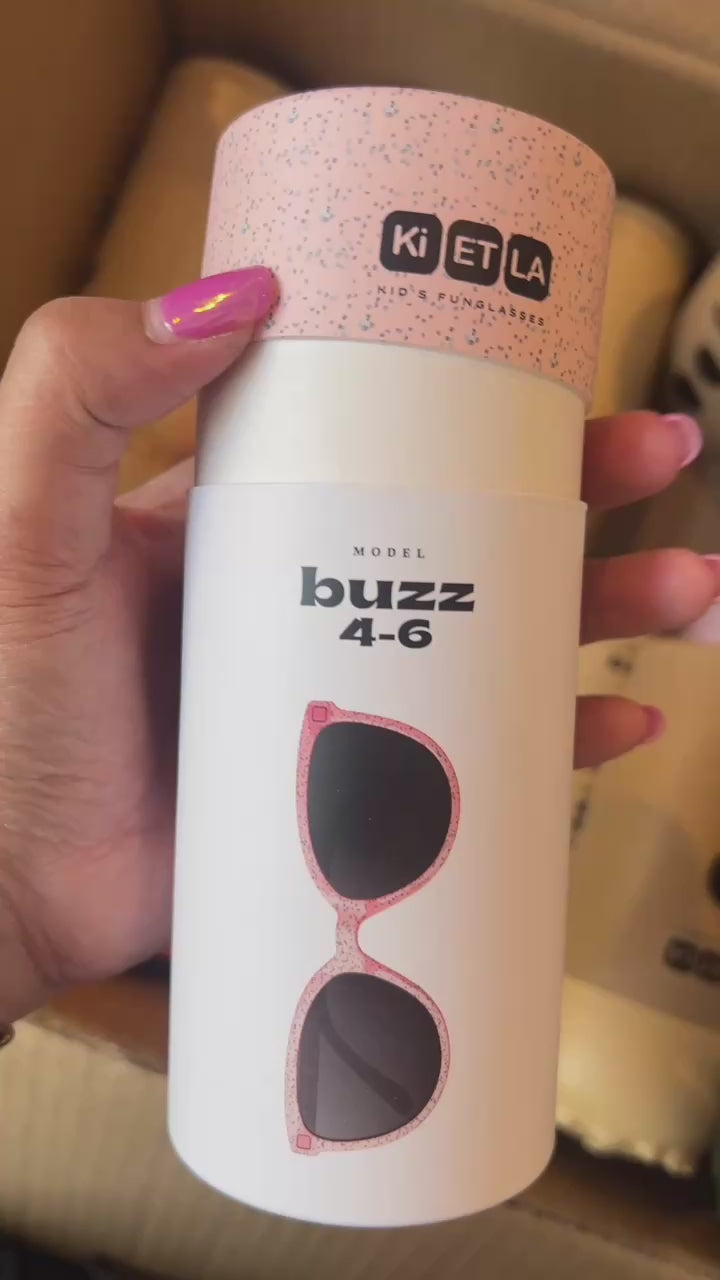 Ki ET LA
KID'S FUNGLASSES
MODEL
buzz
4-6